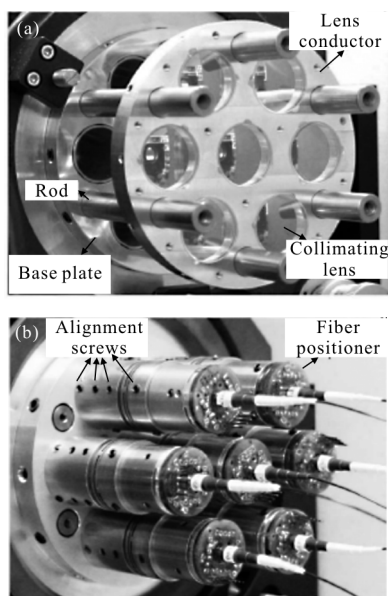 (a)
Lens
conductor
Rod
Base plate
Collimating
lens
(b)
Alignment
screws
Fiber
positioner